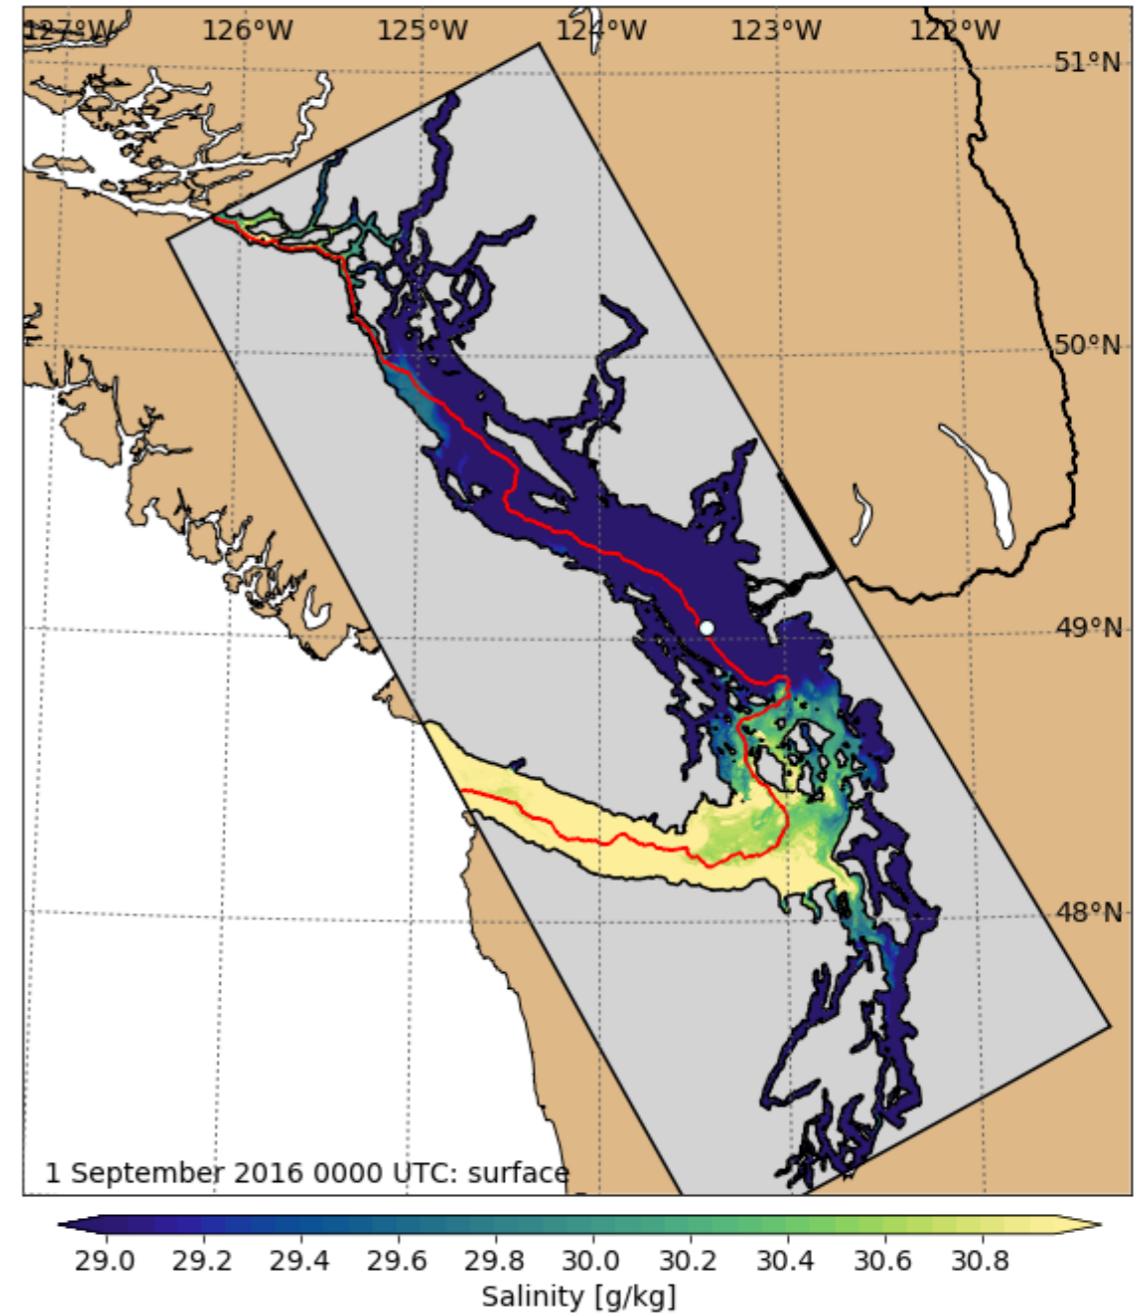 127°W 126°W 125°W 124°W 123°W 122°W
51°N
50°N
49°N
48°N
1 September 2016 0000 UTC: surface
29.0 29.2 29.4 29.6 29.8 30.0 30.2 30.4 30.6 30.8
Salinity [g/kg]